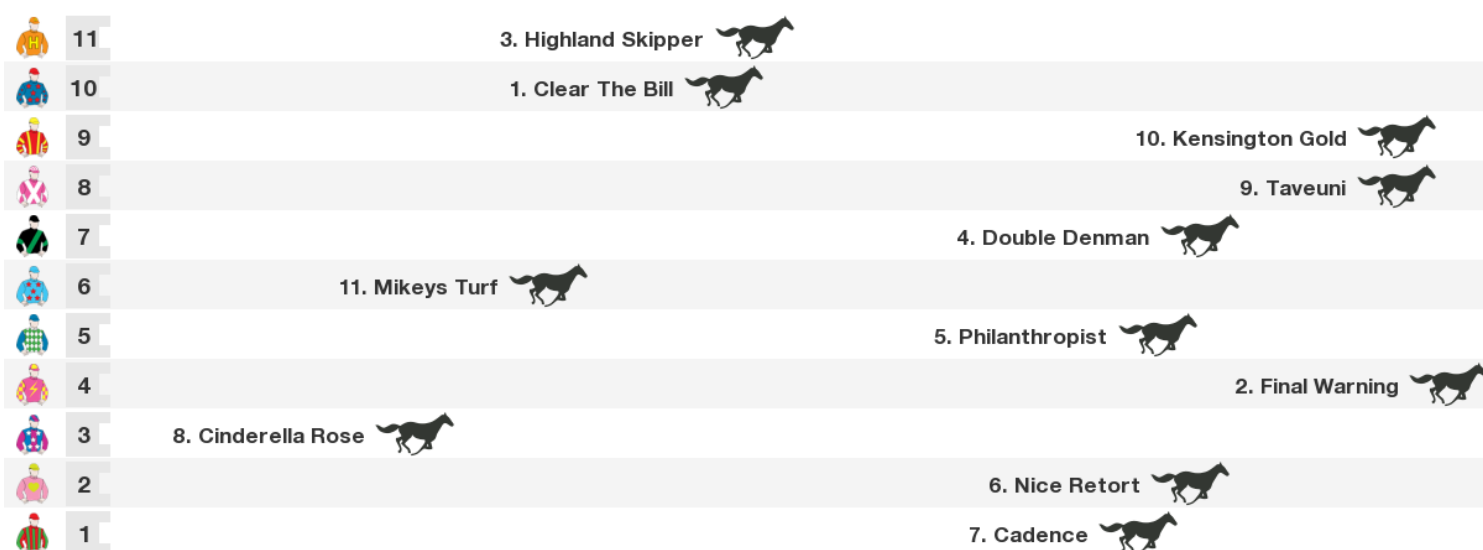 11 3. Highland Skipper
10 1. Clear The Bill
9 10. Kensington Gold
8 9. Taveuni
7 4. Double Denman
6 11. Mikeys Turf
5 5. Philanthropist
4 2. Final Warning
3 8. Cinderella Rose
2 6. Nice Retort
1 7. Cadence